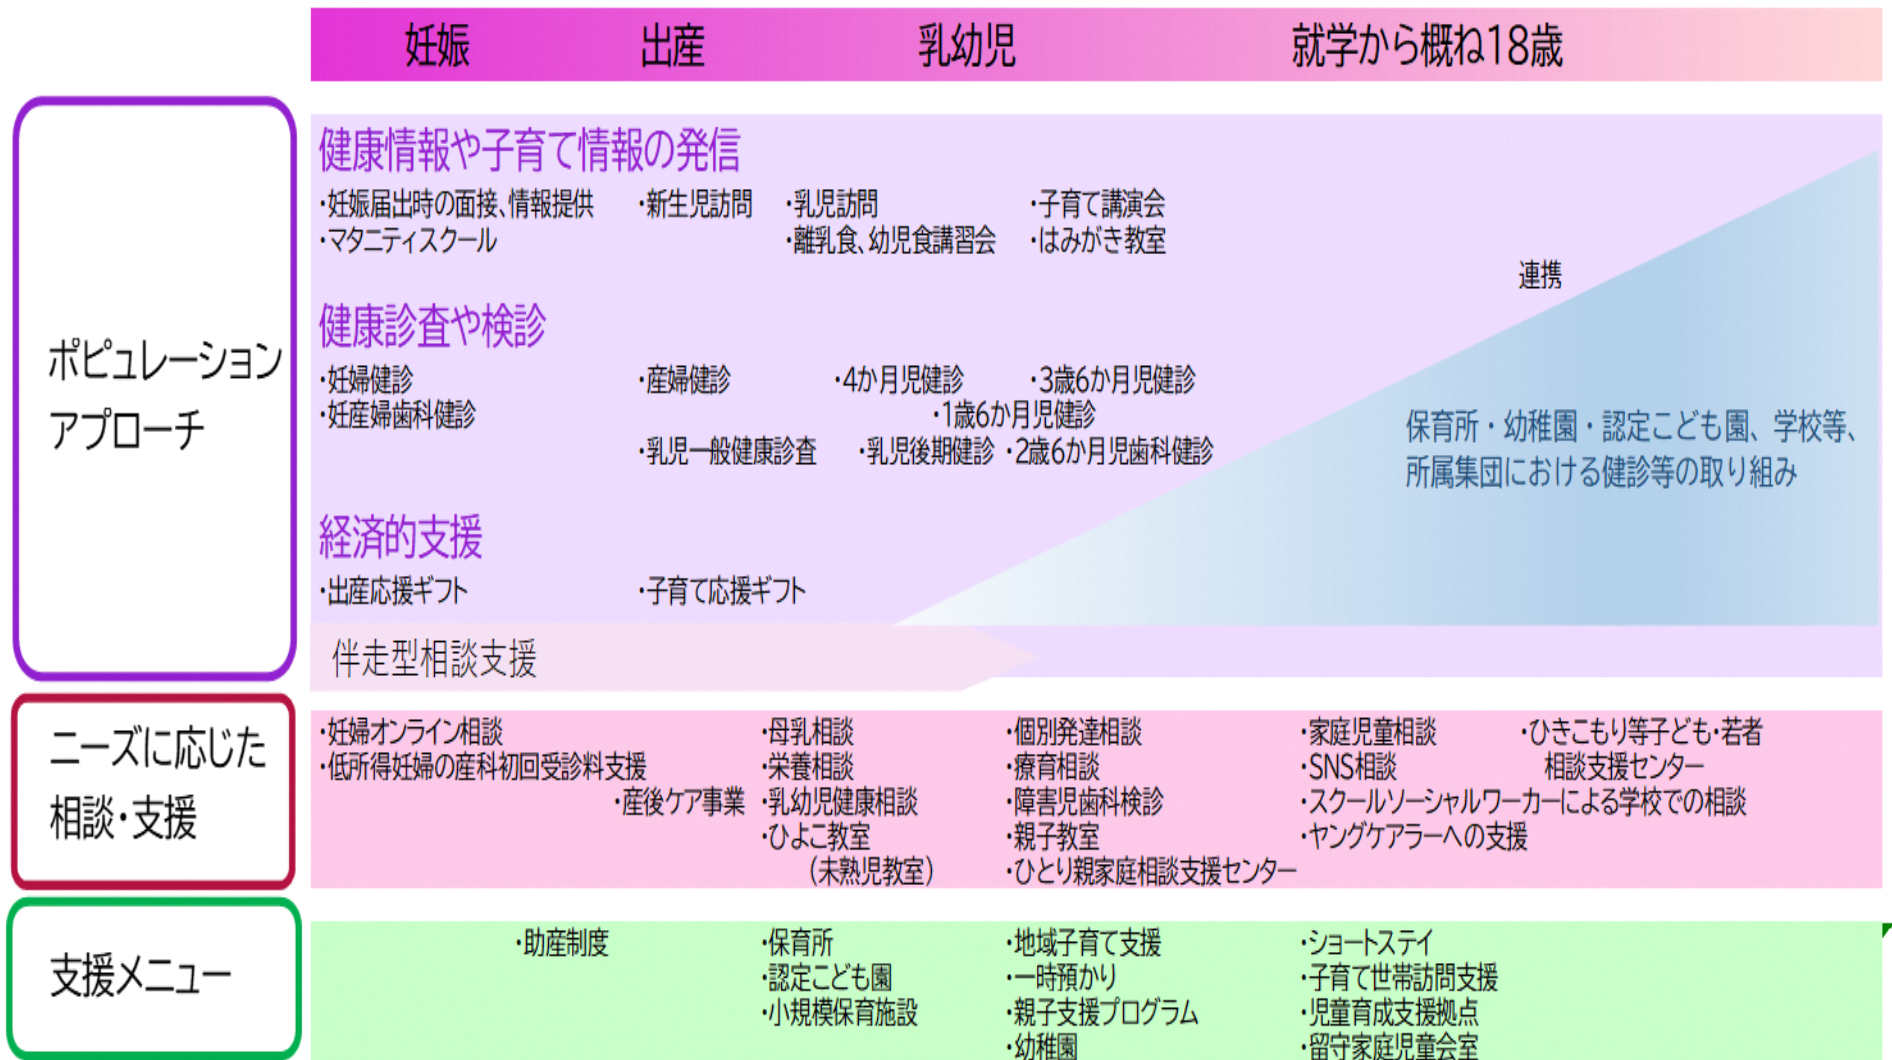 妊娠 出産 乳幼児 就学から概ね18歳
ポピュレーション
アプローチ
健康情報や子育て情報の発信
・妊娠届出時の面接、情報提供 ・新生児訪問 ・乳児訪問 ・子育て講演会
・マタニティスクール ・離乳食、幼児食講習会 ・はみがき教室
連携
健康診査や検診
・妊婦健診 ・産婦健診 ・4か月児健診 ・3歳6か月児健診
・妊産婦歯科健診 ・1歳6か月児健診
・乳児一般健康診査 ・乳児後期健診 ・2歳6か月児歯科健診
保育所・幼稚園・認定こども園、学校等、
所属集団における健診等の取り組み
経済的支援
・出産応援ギフト ・子育て応援ギフト
伴走型相談支援
ニーズに応じた
相談・支援
・妊婦オンライン相談 ・母乳相談 ・個別発達相談 ・家庭児童相談 ・ひきこもり等子ども・若者
・低所得妊婦の産科初回受診料支援 ・栄養相談 ・療育相談 ・SNS相談 相談支援センター
・産後ケア事業 ・乳幼児健康相談 ・障害児歯科検診 ・スクールソーシャルワーカーによる学校での相談
・ひよこ教室 ・親子教室 ・ヤングケアラーへの支援
(未熟児教室) ・ひとり親家庭相談支援センター
支援メニュー
・助産制度 ・保育所 ・地域子育て支援 ・ショートステイ
・認定こども園 ・一時預かり ・子育て世帯訪問支援
・小規模保育施設 ・親子支援プログラム ・児童育成支援拠点
・幼稚園 ・留守家庭児童会室